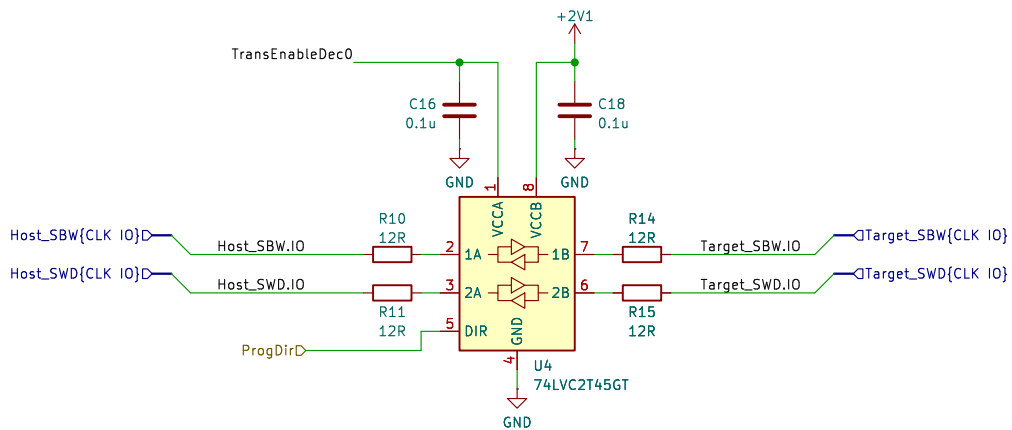 +2V1
TransEnableDec0
C16
0.1u
C18
0.1u
GND
GND
1
8
VCCA
VCCB
Host_SBW{CLK IO}
Host_SBW.IO
R10
12R
2
1A
1B
7
R14
12R
Target_SBW.IO
Target_SBW{CLK IO}
Host_SWD{CLK IO}
Host_SWD.IO
R11
12R
3
2A
2B
6
R15
12R
Target_SWD.IO
Target_SWD{CLK IO}
5
DIR
GND
ProgDir
4
U4
74LVC2T45GT
GND